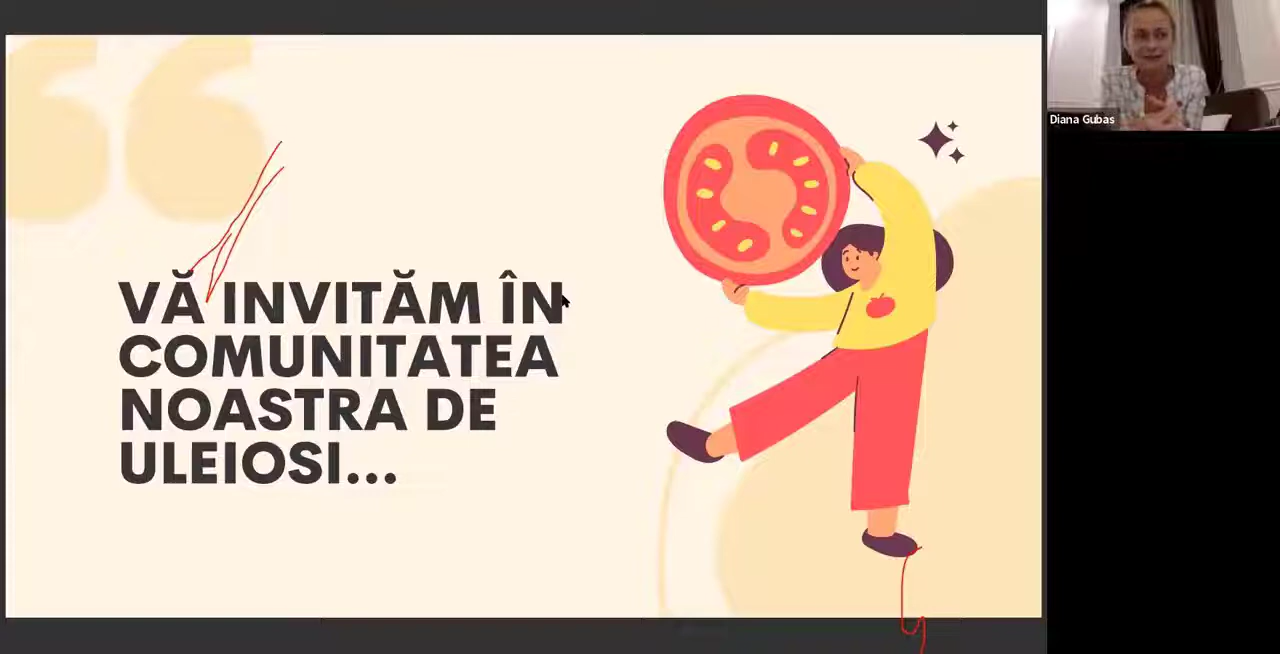 VĂ INVITĂM ÎN
COMUNITATEA
NOASTRA DE
ULEIOSI...
Diana Gubas